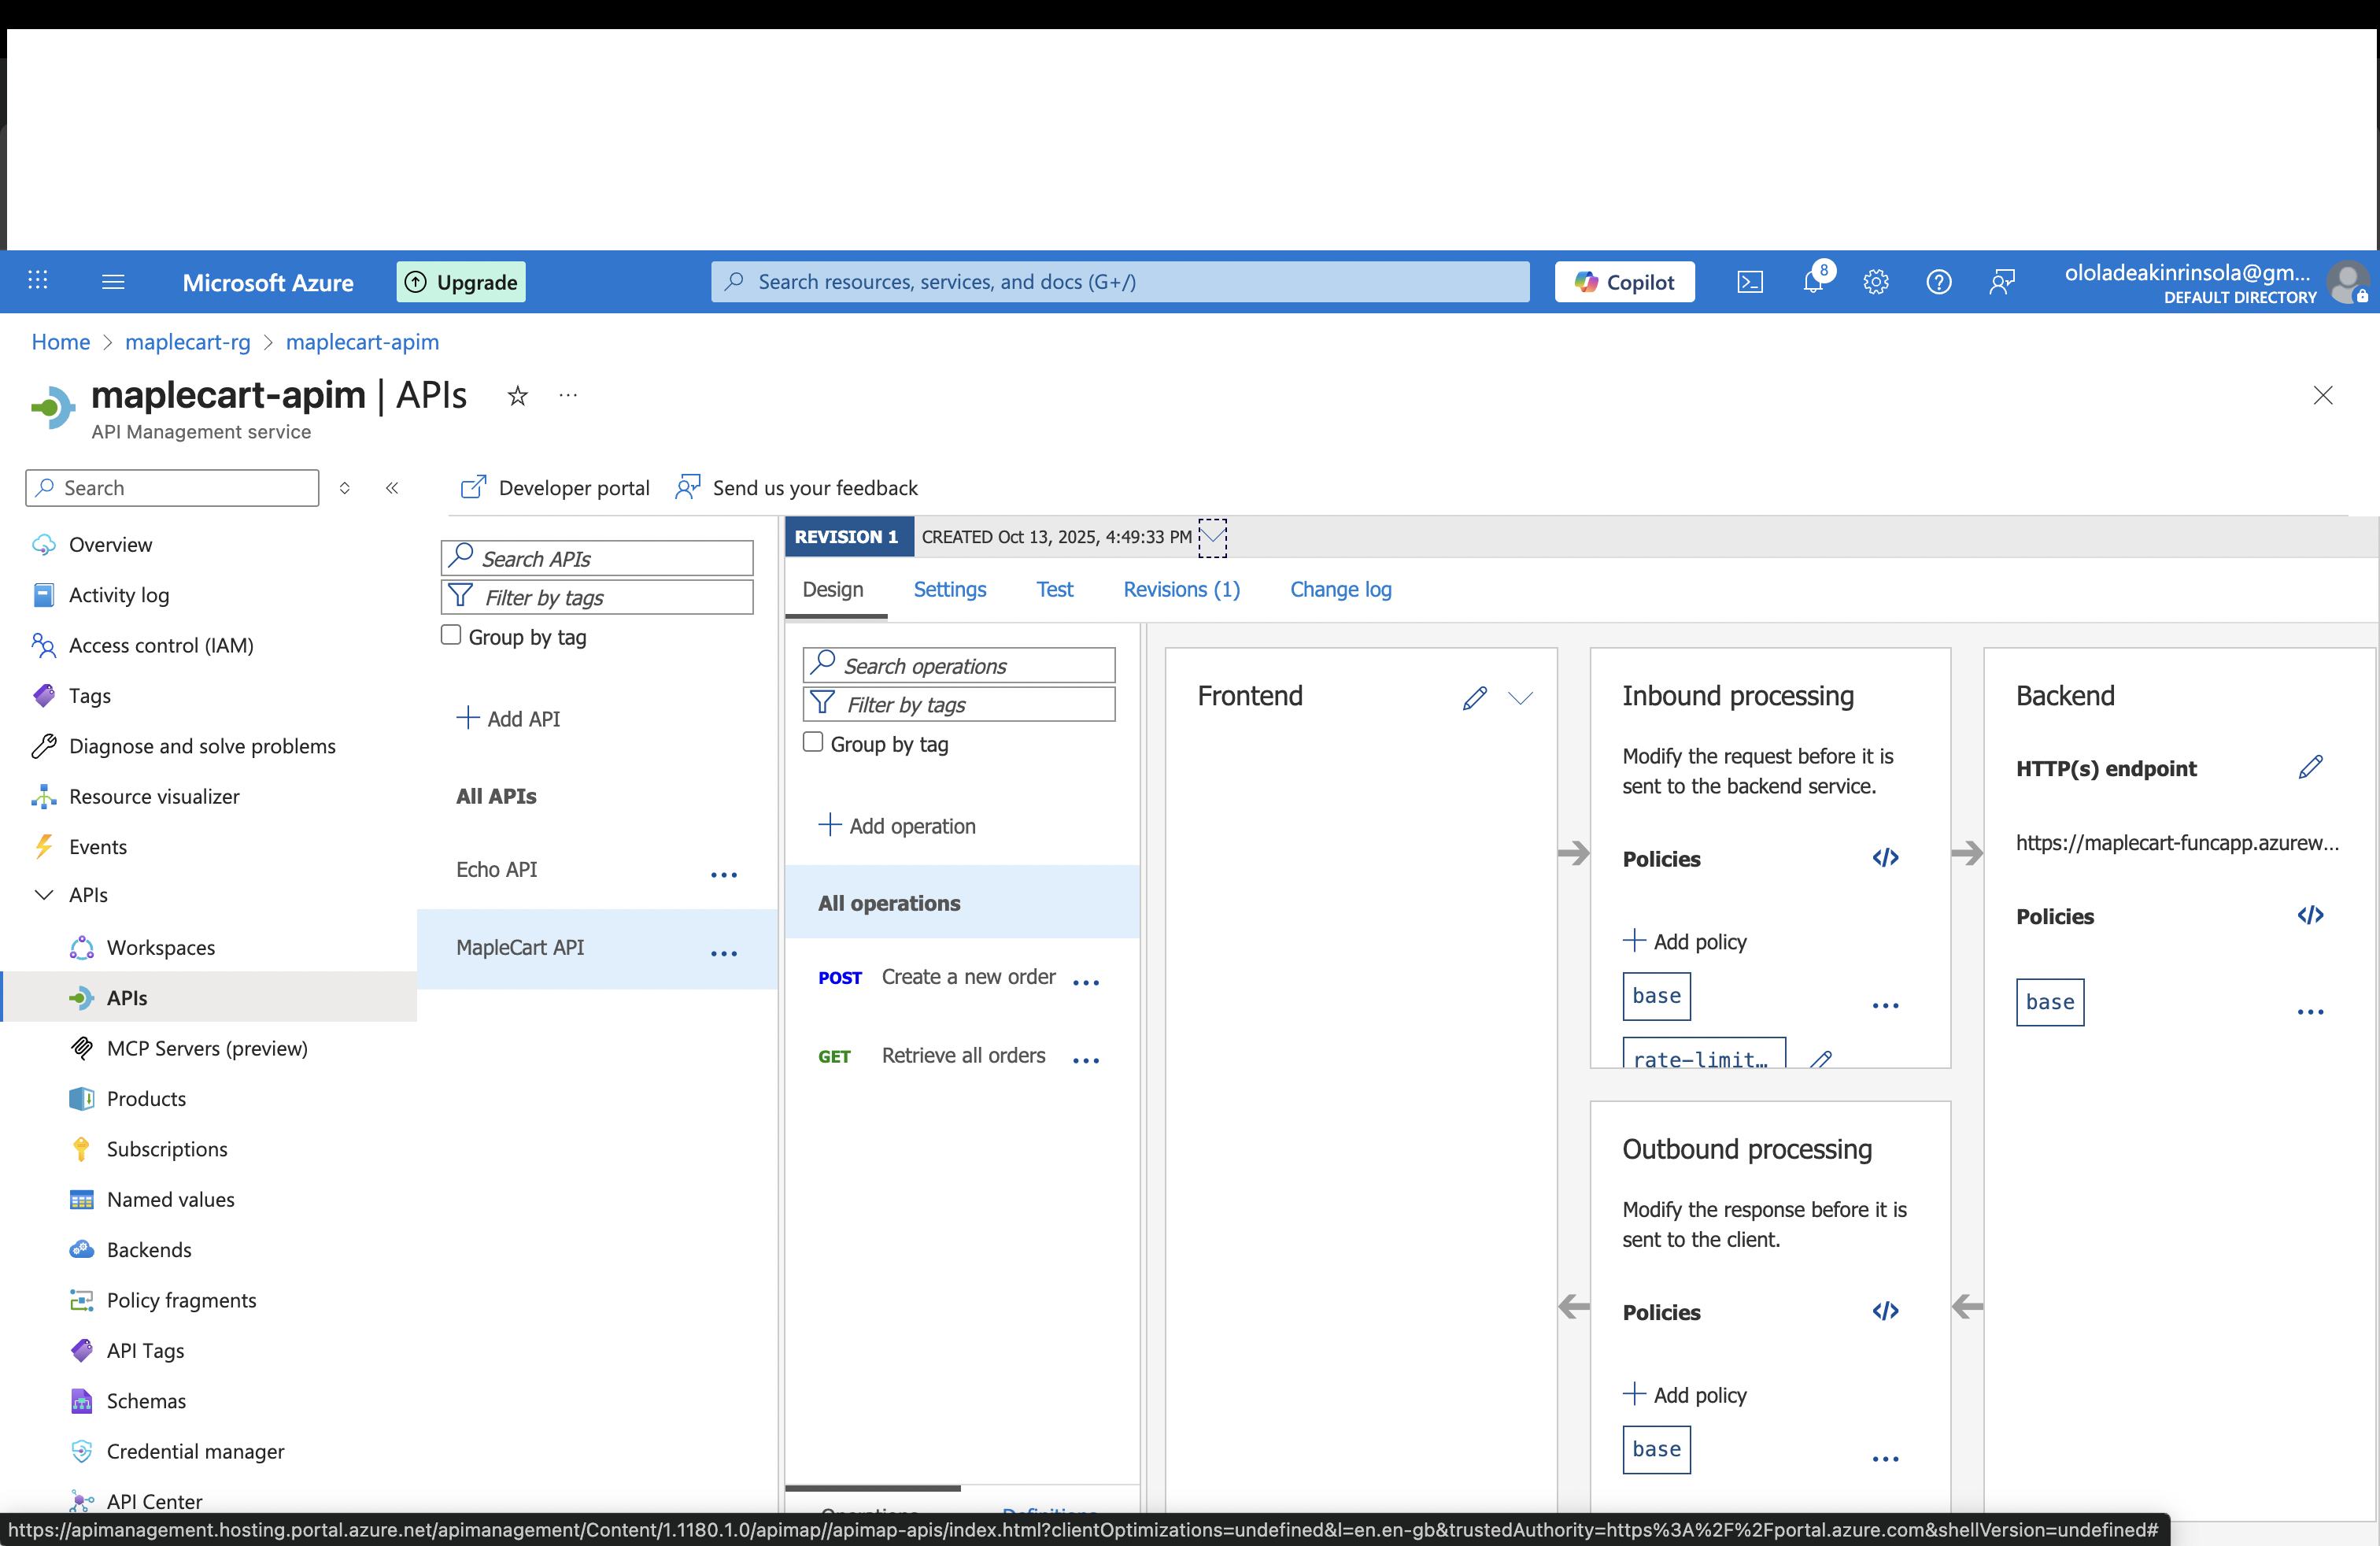 Microsoft Azure
Upgrade
Search resources, services, and docs (G+/)
Copilot
8
ololadeakinrinsola@gm...
DEFAULT DIRECTORY
Home > maplecart-rg > maplecart-apim
maplecart-apim | APIs
API Management service
Search
Developer portal
Send us your feedback
Overview
Activity log
Access control (IAM)
Tags
Diagnose and solve problems
Resource visualizer
Events
APIs
Workspaces
APIs
MCP Servers (preview)
Products
Subscriptions
Named values
Backends
Policy fragments
API Tags
Schemas
Credential manager
API Center
Search APIs
Filter by tags
Group by tag
Add API
All APIs
Echo API
MapleCart API
REVISION 1 CREATED Oct 13, 2025, 4:49:33 PM
Design Settings Test Revisions (1) Change log
Search operations
Filter by tags
Group by tag
Add operation
All operations
POST Create a new order
GET Retrieve all orders
Operations Definitions
Frontend
Inbound processing
Modify the request before it is
sent to the backend service.
Policies
</>
Add policy
base
rate-limit...
Outbound processing
Modify the response before it is
sent to the client.
Policies
</>
Add policy
base
Backend
HTTP(s) endpoint
https://maplecart-funcapp.azurew...
Policies
</>
base
https://apimanagement.hosting.portal.azure.net/apimanagement/Content/1.1180.1.0/apimap//apimap-apis/index.html?clientOptimizations=undefined&l=en.en-gb&trustedAuthority=https%3A%2F%2Fportal.azure.com&shellVersion=undefined#